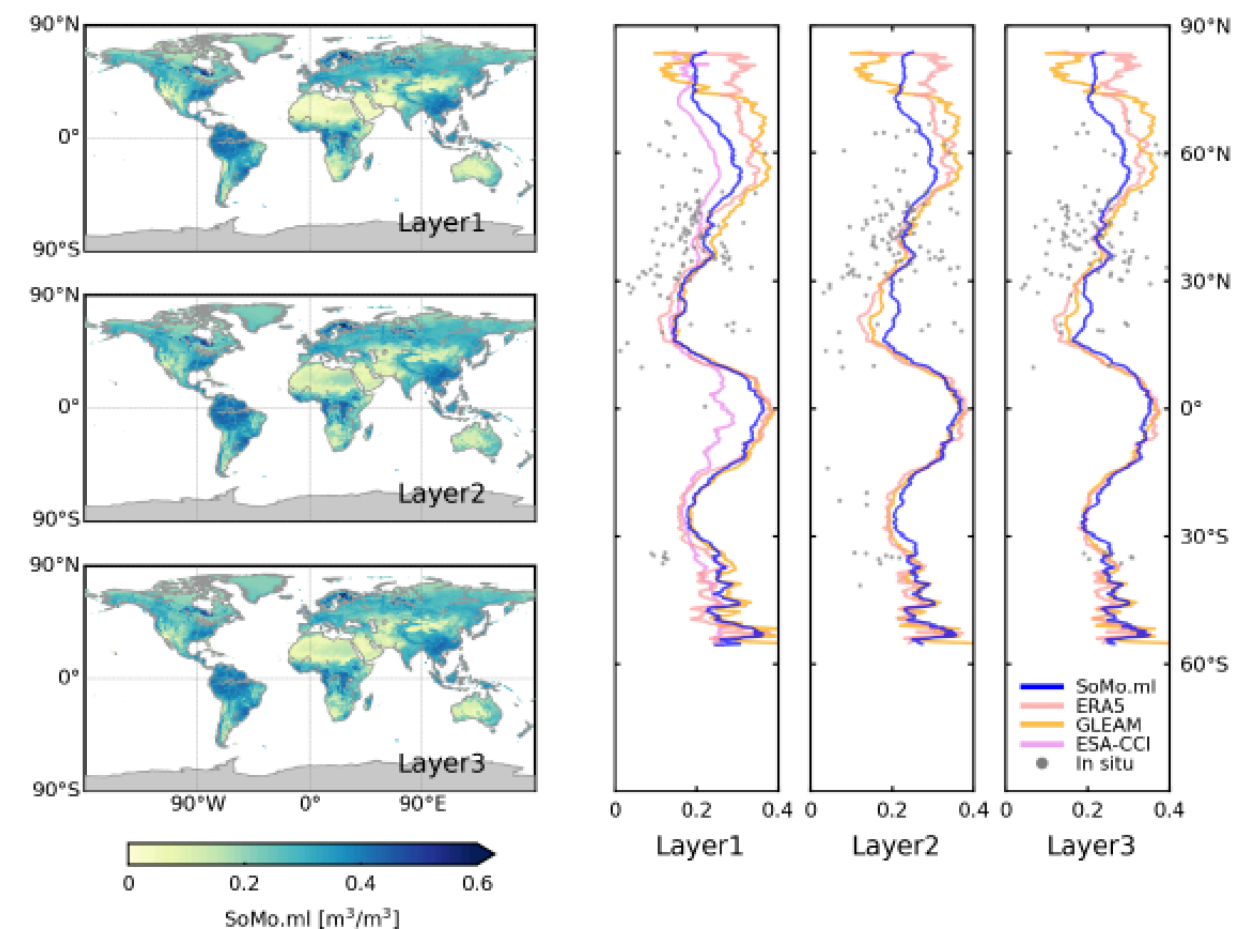 90°N
0°
Layer1
90°S
90°N
0°
Layer2
90°S
90°N
0°
Layer3
90°S
90°W 0° 90°E
0 0.2 0.4 0.6
SoMo.ml [m³/m³]
90°N
60°N
30°N
0°
30°S
60°S
SoMo.ml
ERA5
GLEAM
ESA-CCI
In situ
0 0.2 0.4 0 0.2 0.4 0 0.2 0.4
Layer1 Layer2 Layer3